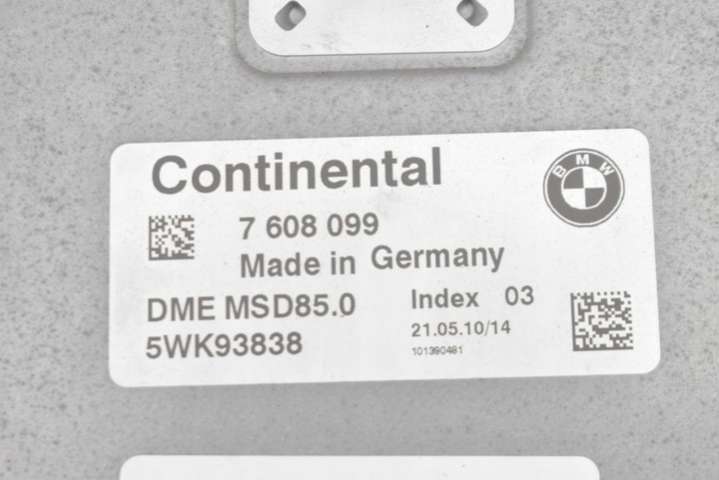 Continental
BMW
7 608 099
Made in Germany
DME MSD85.0 Index 03
5WK93838 21.05.10/14
101390481